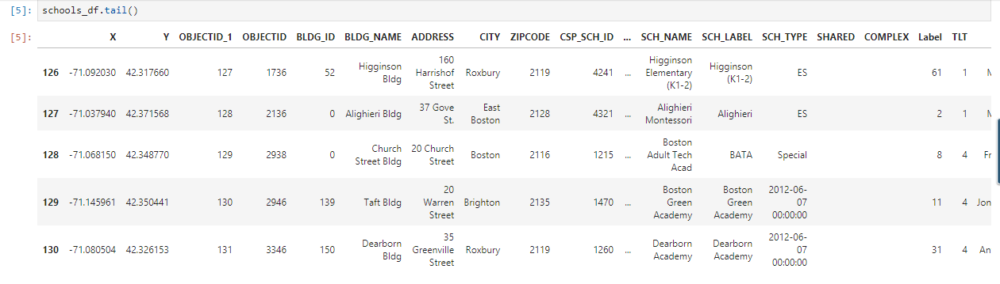 [5]: schools_df.tail()
[5]: X Y OBJECTID_1 OBJECTID BLDG_ID BLDG_NAME ADDRESS CITY ZIPCODE CSP_SCH_ID ... SCH_NAME SCH_LABEL SCH_TYPE SHARED COMPLEX Label TLT
126 -71.092030 42.317660 127 1736 52 Higginson Bldg 160 Harrishof Street Roxbury 2119 4241 ... Higginson Elementary (K1-2) Higginson (K1-2) ES 61 1 M
127 -71.037940 42.371568 128 2136 0 Alighieri Bldg 37 Gove St. East Boston 2128 4321 ... Alighieri Montessori Alighieri ES 2 1 M
128 -71.068150 42.348770 129 2938 0 Church Street Bldg 20 Church Street Boston 2116 1215 ... Boston Adult Tech Acad BATA Special 8 4 Fr
129 -71.145961 42.350441 130 2946 139 Taft Bldg 20 Warren Street Brighton 2135 1470 ... Boston Green Academy Boston Green Academy 2012-06-07 00:00:00 11 4 Jon
130 -71.080504 42.326153 131 3346 150 Dearborn Bldg 35 Greenville Street Roxbury 2119 1260 ... Dearborn Academy Dearborn Academy 2012-06-07 00:00:00 31 4 An